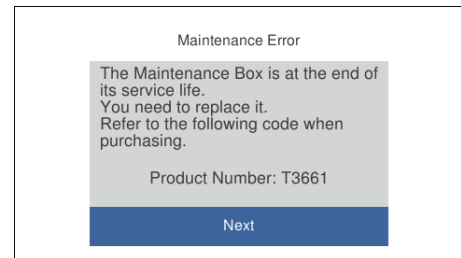 Maintenance Error
The Maintenance Box is at the end of
its service life.
You need to replace it.
Refer to the following code when
purchasing.
Product Number: T3661
Next